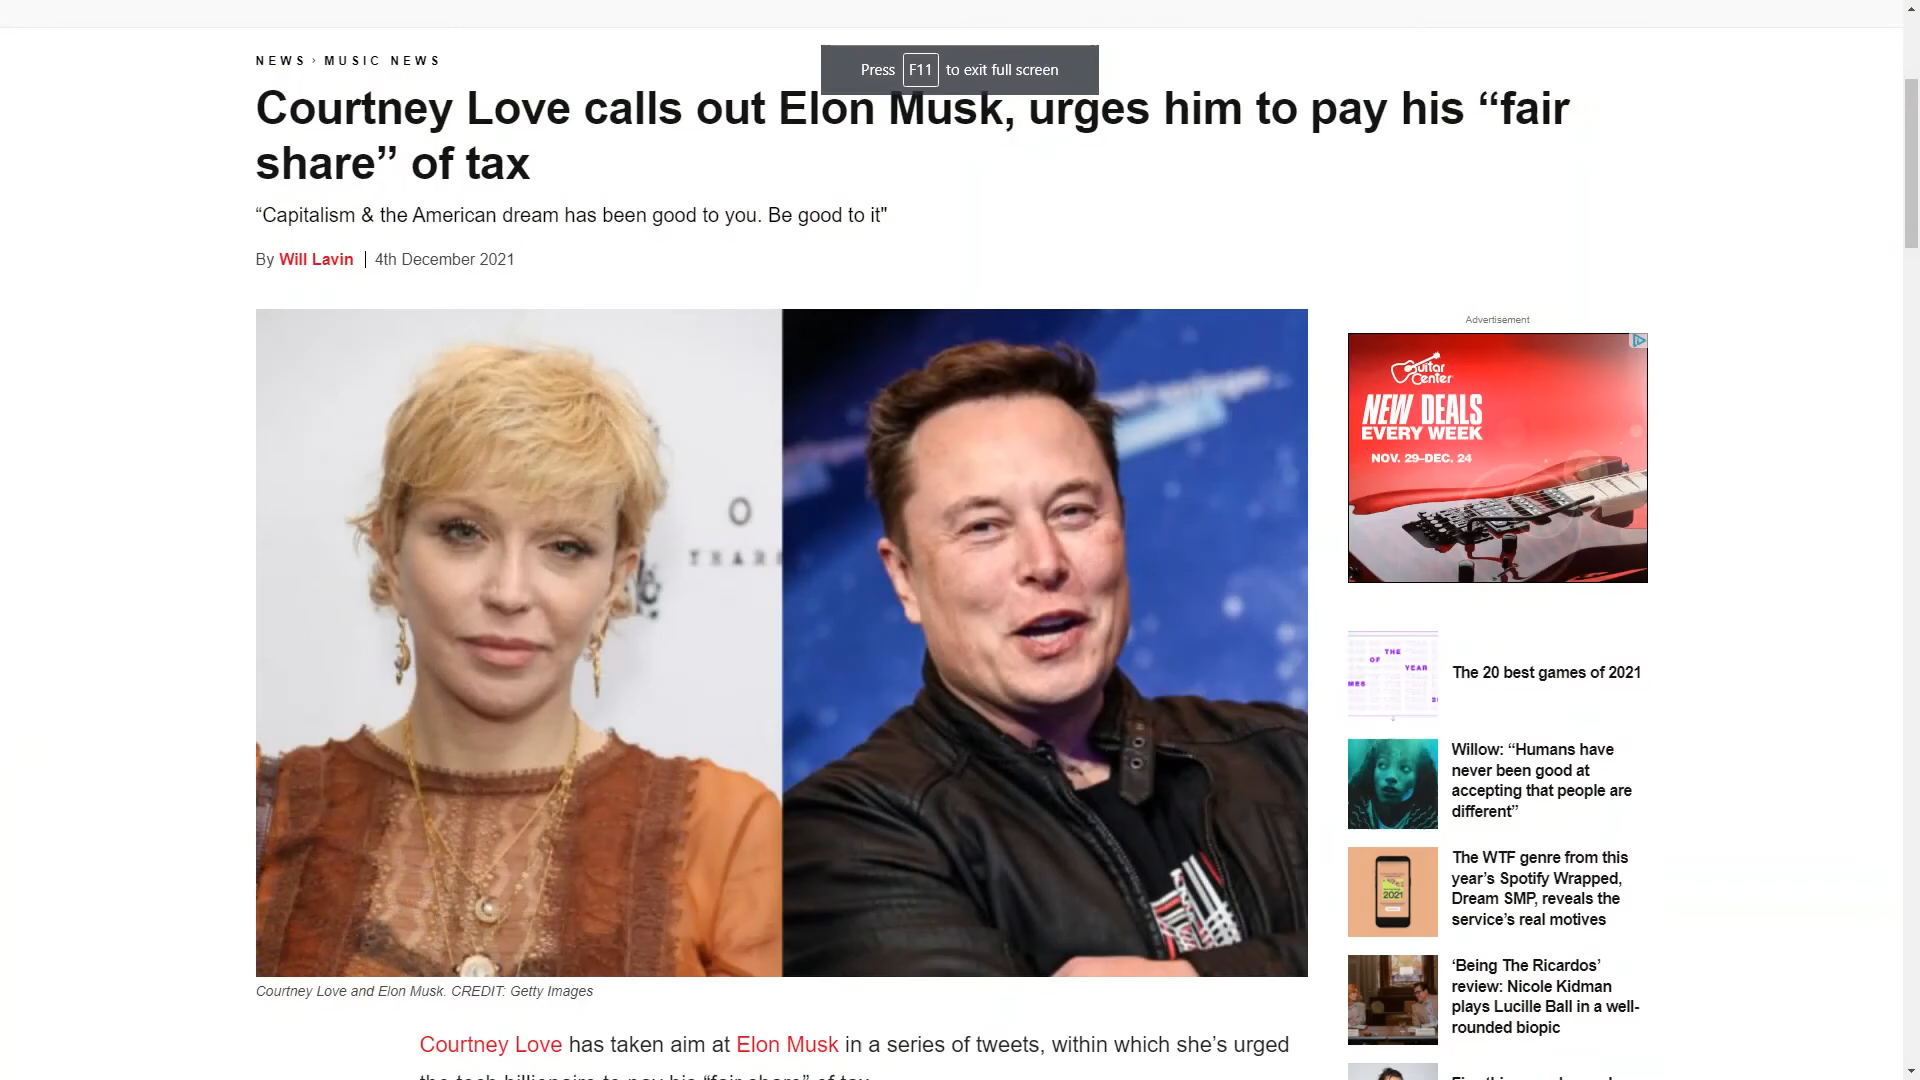 NEWS › MUSIC NEWS
Press F11 to exit full screen
Courtney Love calls out Elon Musk, urges him to pay his “fair
share” of tax
“Capitalism & the American dream has been good to you. Be good to it"
By Will Lavin | 4th December 2021
O
YEARS
Courtney Love and Elon Musk. CREDIT: Getty Images
Courtney Love has taken aim at Elon Musk in a series of tweets, within which she’s urged
the tech billionaire to pay his “fair share” of tax
Advertisement
Guitar
Center
NEW DEALS
EVERY WEEK
NOV. 29-DEC. 24
THE
OF
YEAR
MES
The 20 best games of 2021
Willow: “Humans have
never been good at
accepting that people are
different”
2021
The WTF genre from this
year’s Spotify Wrapped,
Dream SMP, reveals the
service’s real motives
‘Being The Ricardos’
review: Nicole Kidman
plays Lucille Ball in a well-
rounded biopic